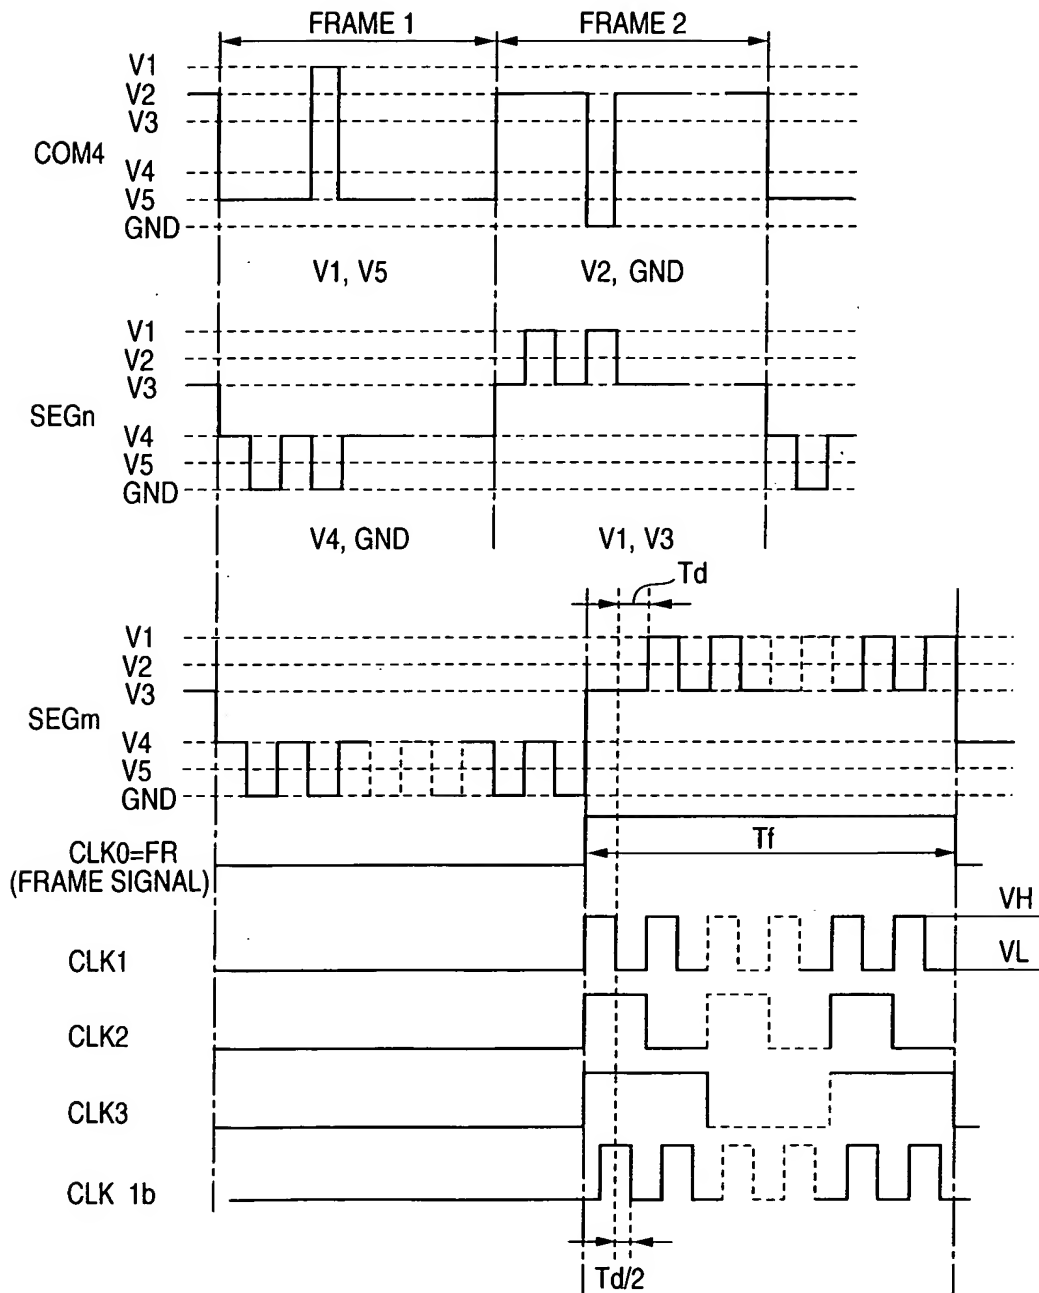 FRAME 1 FRAME 2
V1
V2
V3
COM4
V4
V5
GND
V1, V5 V2, GND
V1
V2
V3
SEGn
V4
V5
GND
V4, GND V1, V3
Td
V1
V2
V3
SEGm
V4
V5
GND
CLK0=FR
(FRAME SIGNAL)
Tf
VH
CLK1
VL
CLK2
CLK3
CLK 1b
Td/2